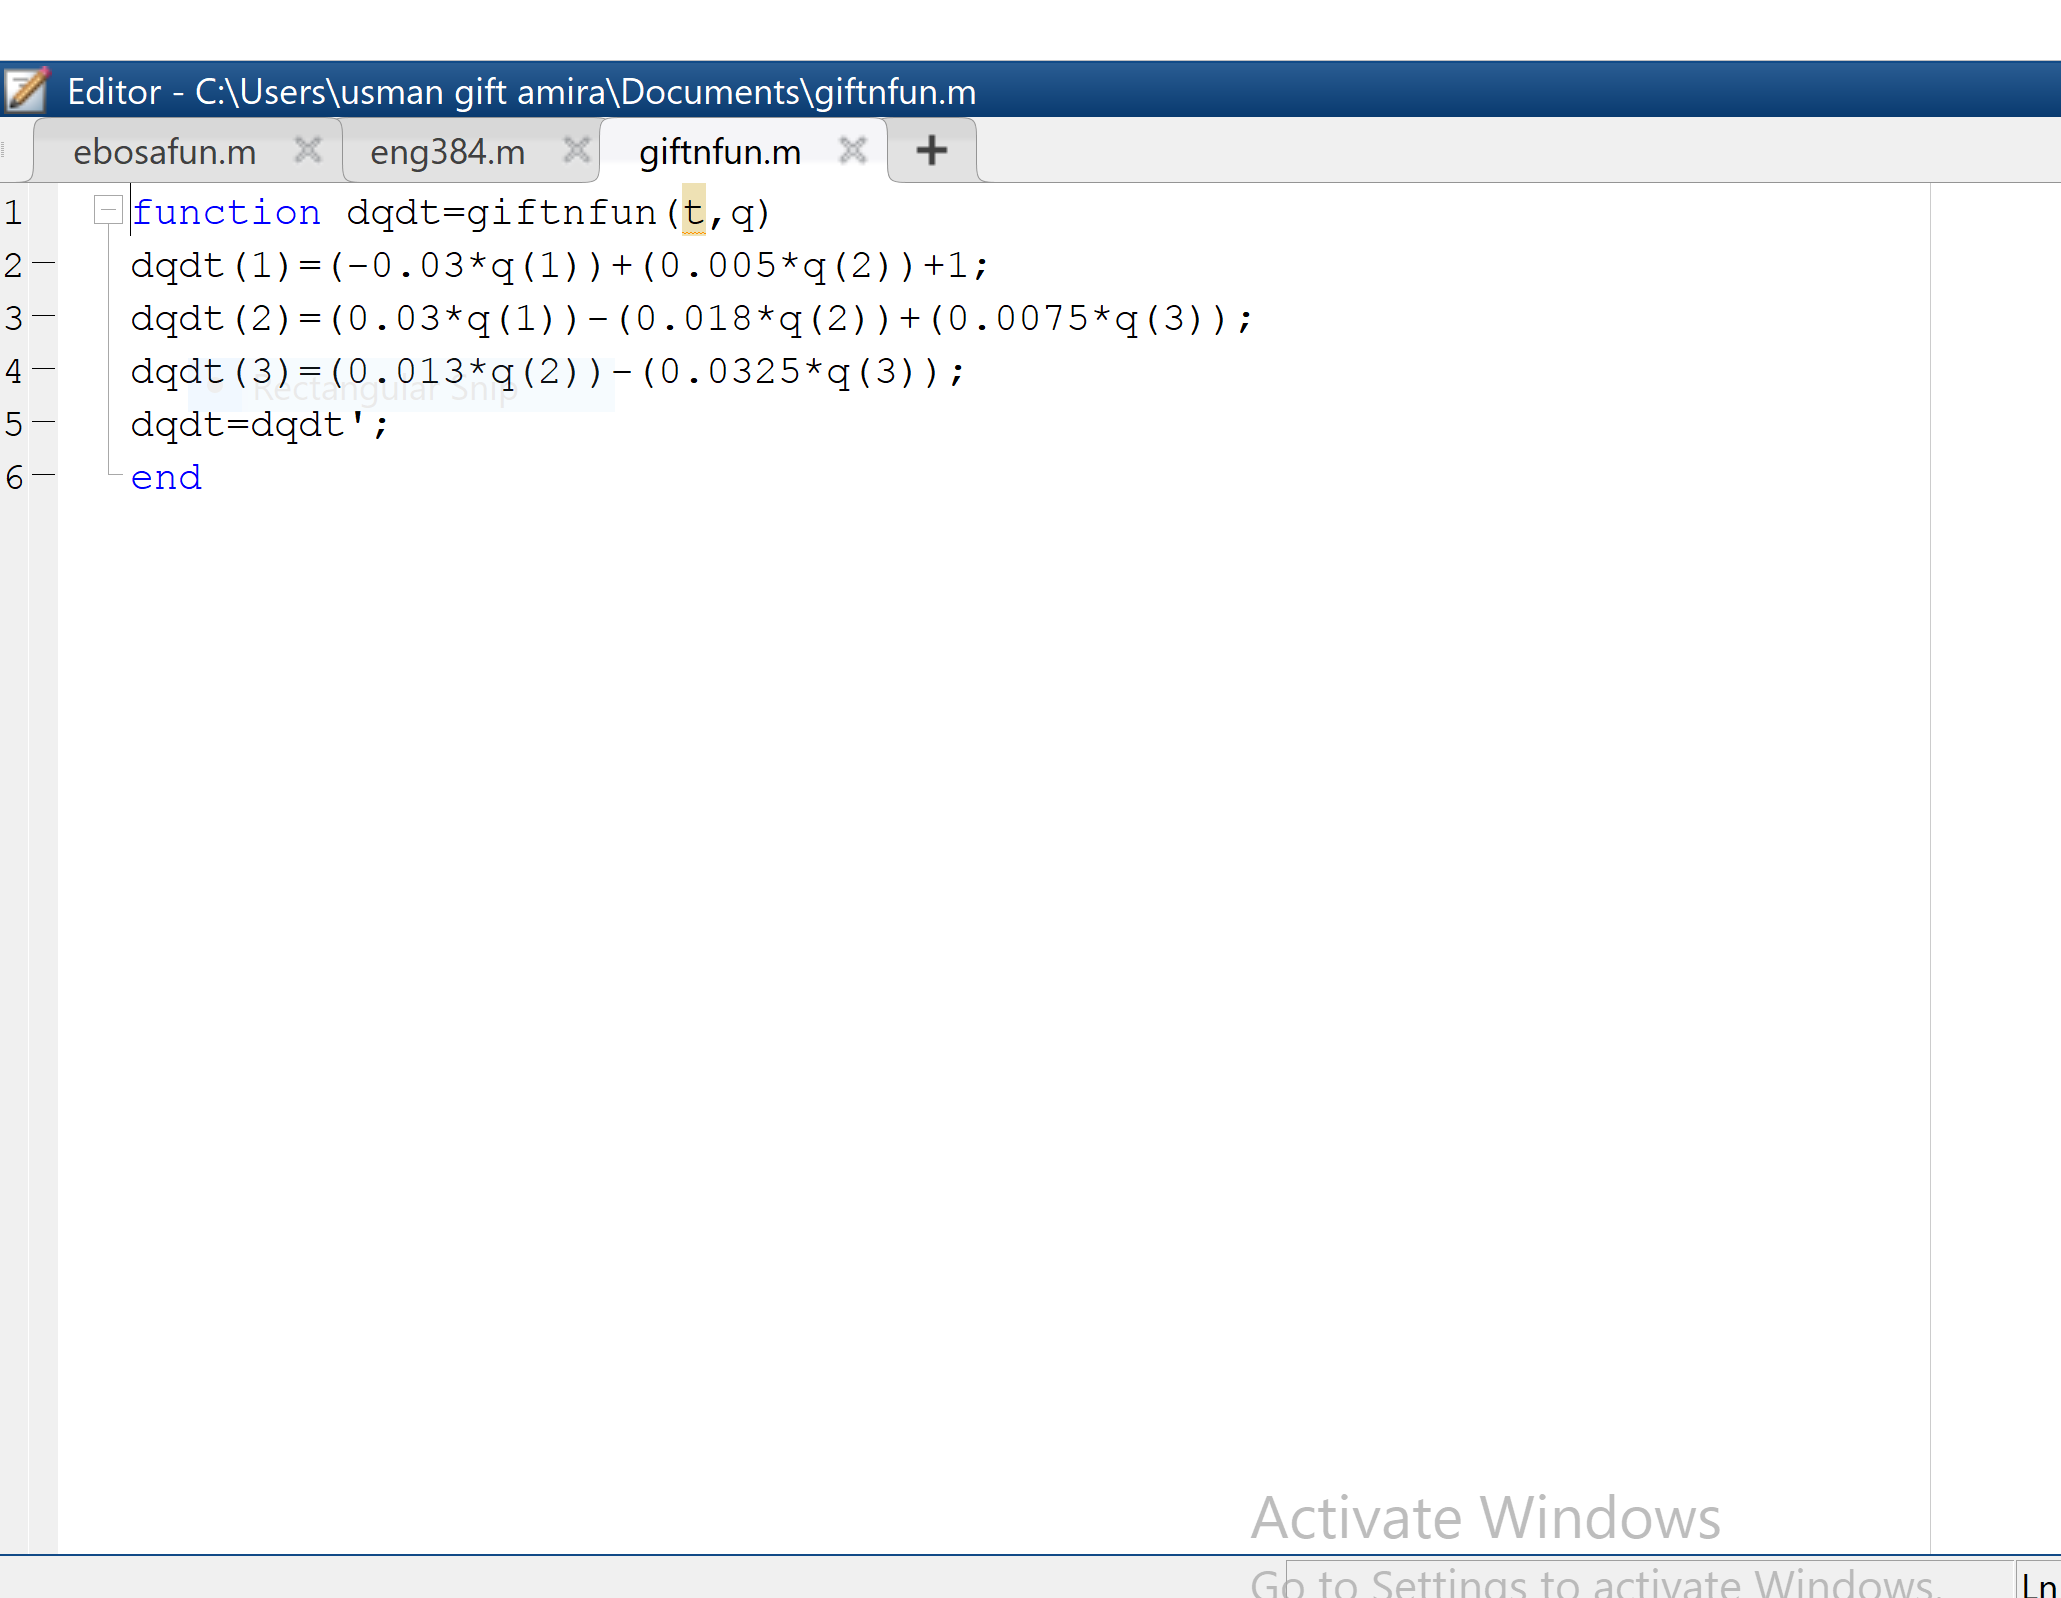 Editor - C:\Users\usman gift amira\Documents\giftnfun.m
ebosafun.m eng384.m giftnfun.m +
1 function dqdt=giftnfun(t,q)
2 dqdt(1)=(-0.03*q(1))+(0.005*q(2))+1;
3 dqdt(2)=(0.03*q(1))-(0.018*q(2))+(0.0075*q(3));
4 dqdt(3)=(0.013*q(2))-(0.0325*q(3));
Rectangular Snip
5 dqdt=dqdt';
6 end
Activate Windows
Go to Settings to activate Windows.
Ln